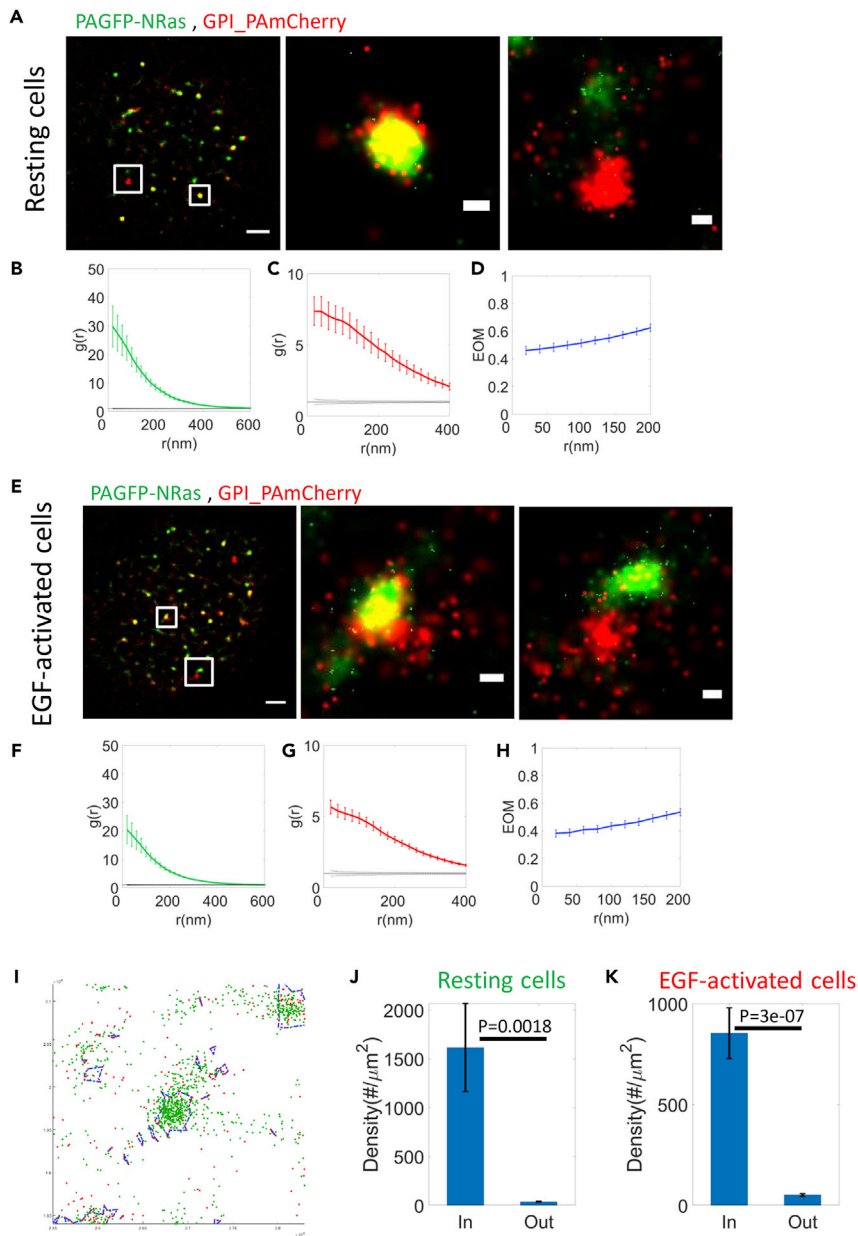 A
PAGFP-NRas , GPI_PAmCherry
Resting cells
B
50
40
30
20
10
0
g(r)
0 200 400 600
r(nm)
C
10
5
0
g(r)
0 200 400
r(nm)
D
1
0.8
0.6
0.4
0.2
0
EOM
0 50 100 150 200
r(nm)
E
PAGFP-NRas , GPI_PAmCherry
EGF-activated cells
F
50
40
30
20
10
0
g(r)
0 200 400 600
r(nm)
G
10
5
0
g(r)
0 200 400
r(nm)
H
1
0.8
0.6
0.4
0.2
0
EOM
0 50 100 150 200
r(nm)
I
J
Resting cells
2000
1500
1000
500
0
Density(#/μm²)
P=0.0018
In Out
K
EGF-activated cells
1000
500
0
Density(#/μm²)
P=3e-07
In Out